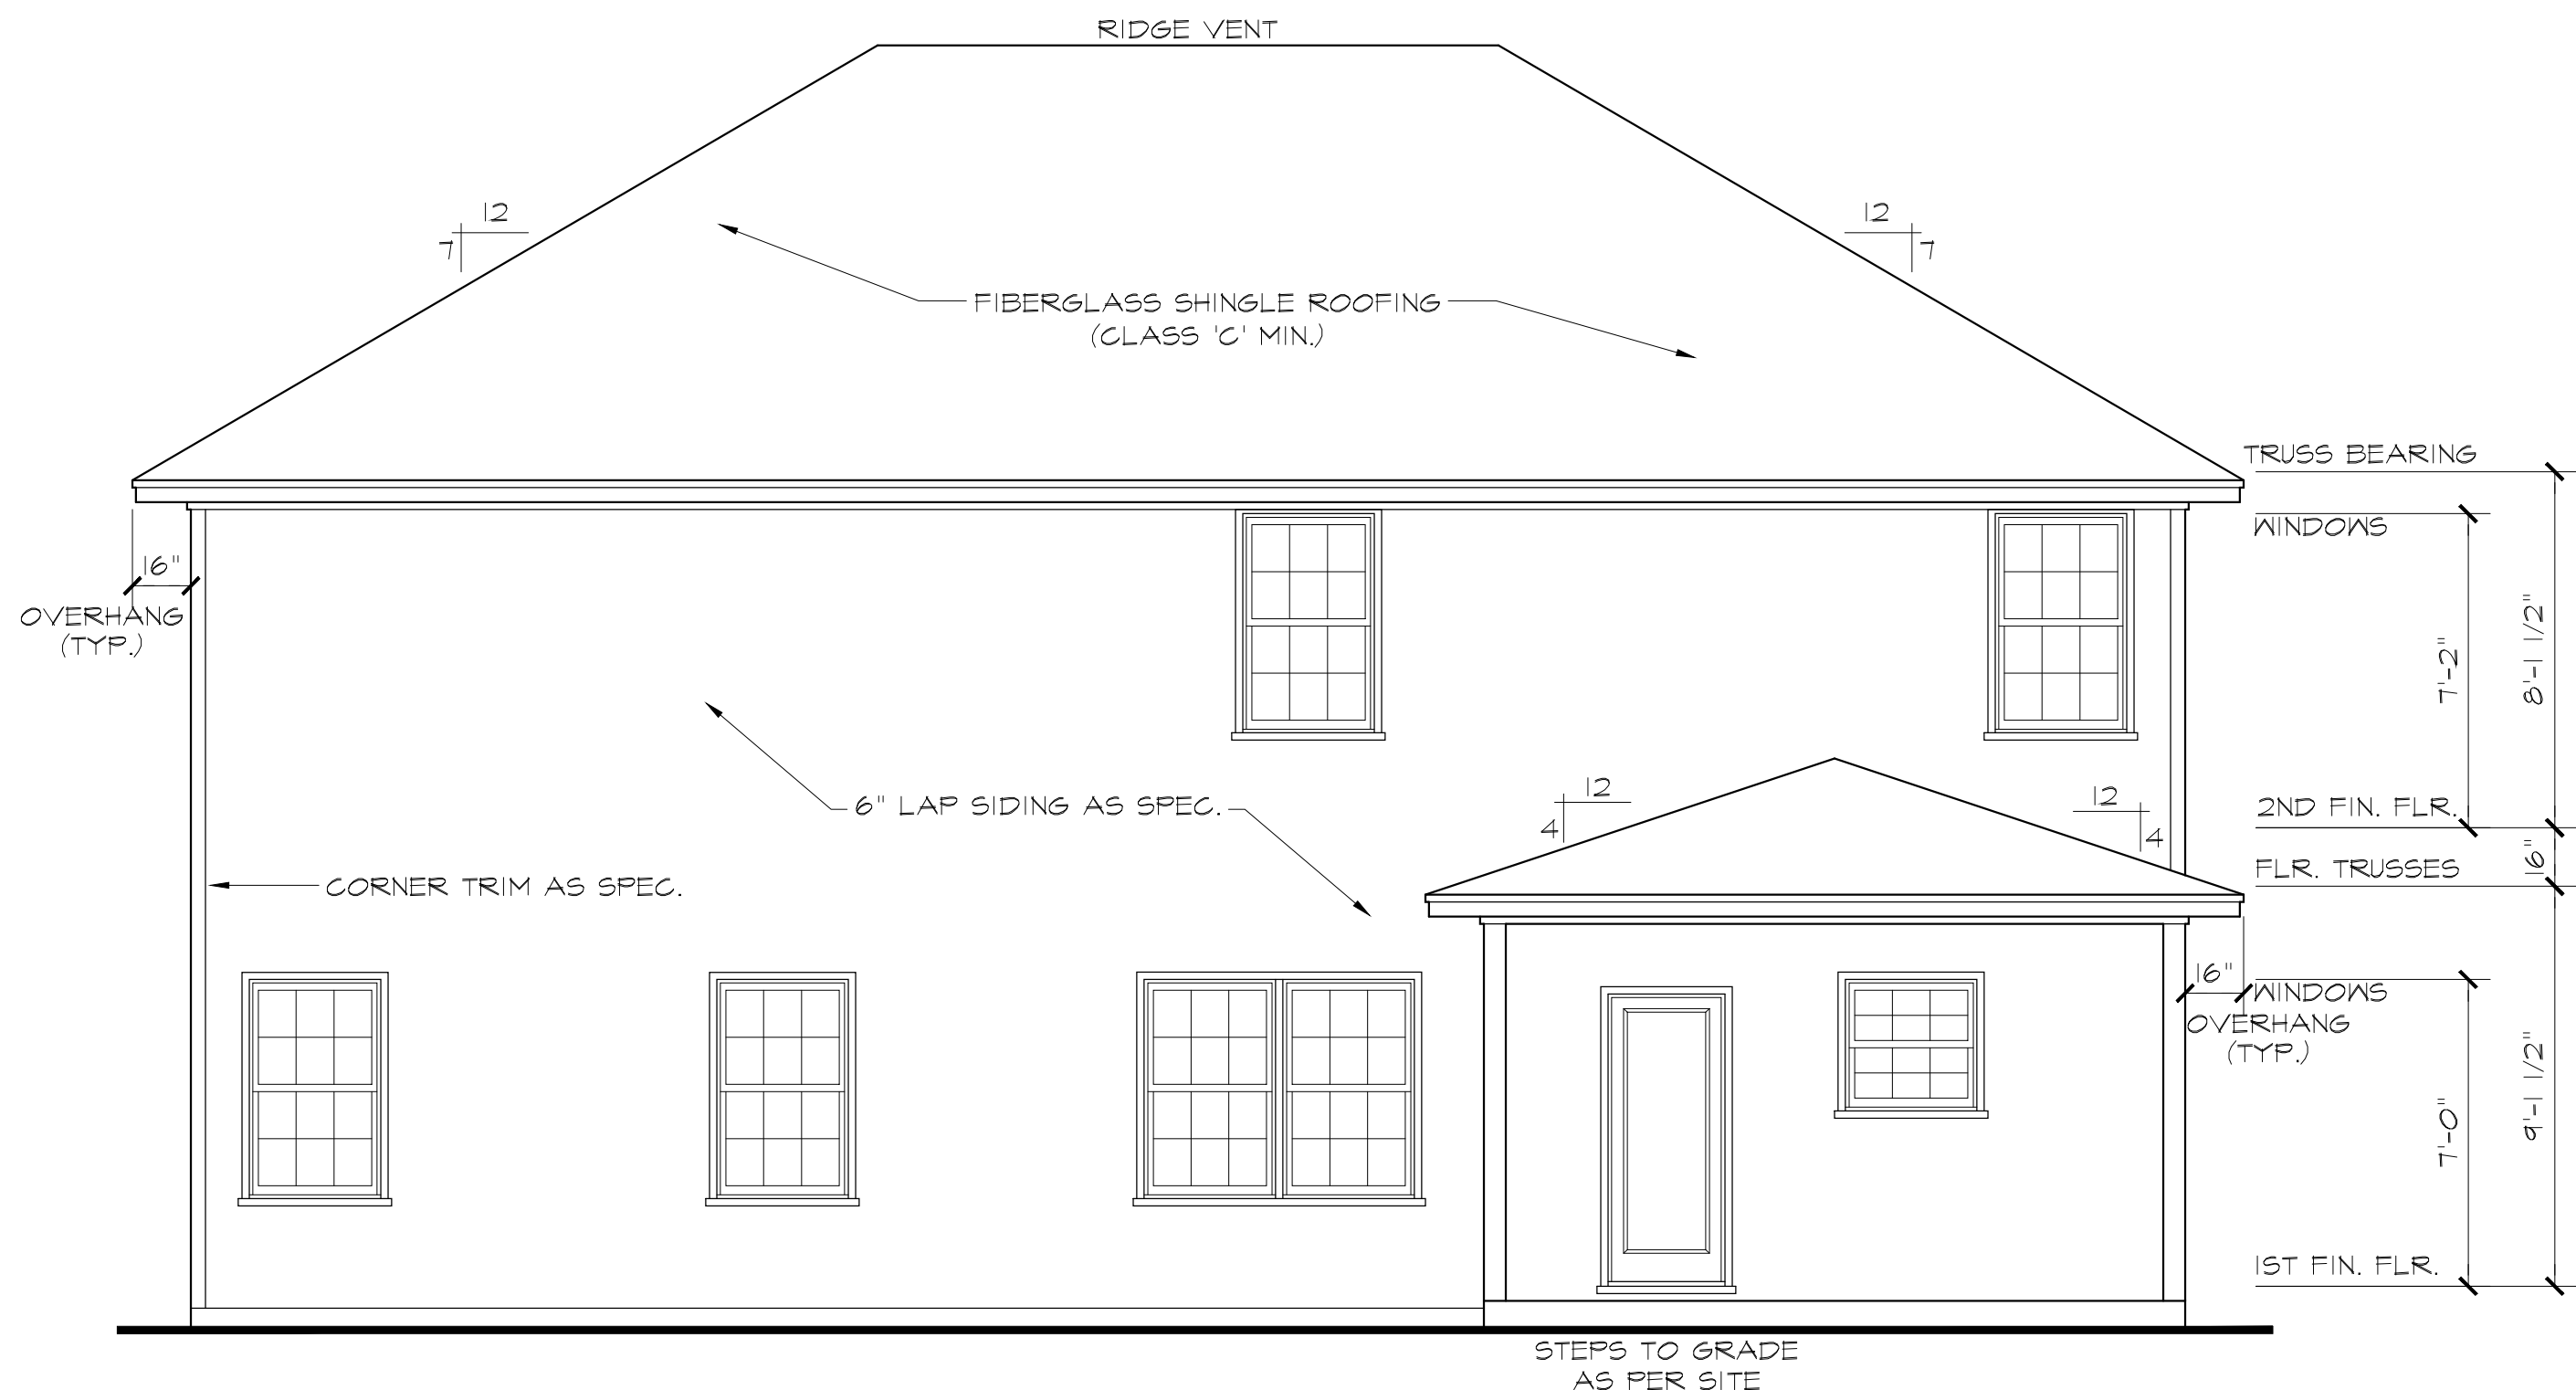 RIDGE VENT
12
7
12
7
FIBERGLASS SHINGLE ROOFING
(CLASS 'C' MIN.)
TRUSS BEARING
WINDOWS
16"
OVERHANG
(TYP.)
7'-2"
8'-1 1/2"
6" LAP SIDING AS SPEC.
12
4
12
4
2ND FIN. FLR.
16"
FLR. TRUSSES
CORNER TRIM AS SPEC.
16"
WINDOWS
OVERHANG
(TYP.)
7'-0"
9'-1 1/2"
1ST FIN. FLR.
STEPS TO GRADE
AS PER SITE